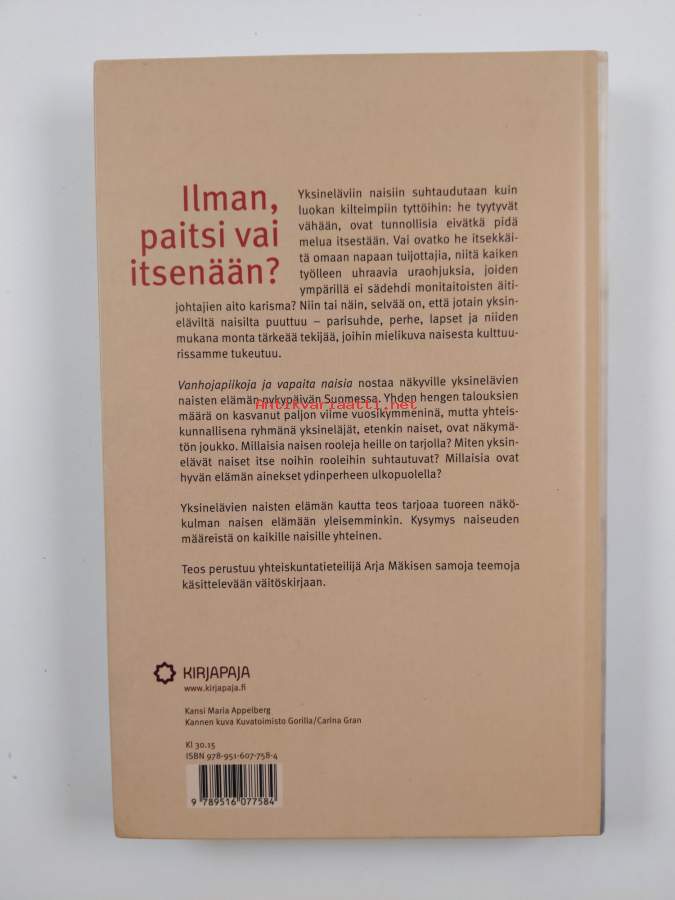 Ilman,
paitsi vai
itsenään?
Yksineläviin naisiin suhtaudutaan kuin
luokan kilteimpiin tyttöihin: he tyytyvät
vähään, ovat tunnollisia eivätkä pidä
melua itsestään. Vai ovatko he itsekkäi-
tä omaan napaan tuijottajia, niitä kaiken
työlleen uhraavia uraohjuksia, joiden
ympärillä ei sädehdi monitaitoisten äiti-
johtajien aito karisma? Niin tai näin, selvää on, että jotain yksin-
eläviltä naisilta puuttuu – parisuhde, perhe, lapset ja niiden
mukana monta tärkeää tekijää, joihin mielikuva naisesta kulttuu-
rissamme tukeutuu.
Vanhojapiikoja ja vapaita naisia nostaa näkyville yksinelävien
naisten elämän nykypäivän Suomessa. Yhden hengen talouksien
Antikvariaatti.net
määrä on kasvanut paljon viime vuosikymmeninä, mutta yhteis-
kunnallisena ryhmänä yksineläjät, etenkin naiset, ovat näkymä-
tön joukko. Millaisia naisen rooleja heille on tarjolla? Miten yksin-
elävät naiset itse noihin rooleihin suhtautuvat? Millaisia ovat
hyvän elämän ainekset ydinperheen ulkopuolella?
Yksinelävien naisten elämän kautta teos tarjoaa tuoreen näkö-
kulman naisen elämään yleisemminkin. Kysymys naiseuden
määreistä on kaikille naisille yhteinen.
Teos perustuu yhteiskuntatieteilijä Arja Mäkisen samoja teemoja
käsittelevään väitöskirjaan.
KIRJAPAJA
www.kirjapaja.fi
Kansi Maria Appelberg
Kannen kuva Kuvatoimisto Gorilla/Carina Gran
Kl 30.15
ISBN 978-951-607-758-4
9 789516 077584